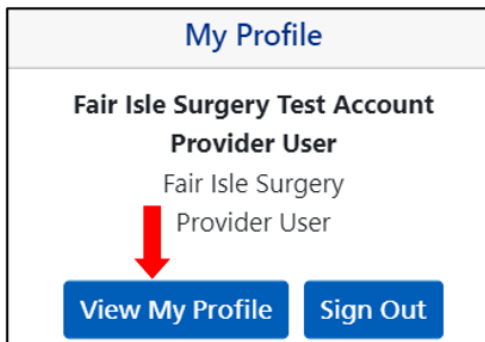 My Profile
Fair Isle Surgery Test Account
Provider User
Fair Isle Surgery
Provider User
View My Profile
Sign Out